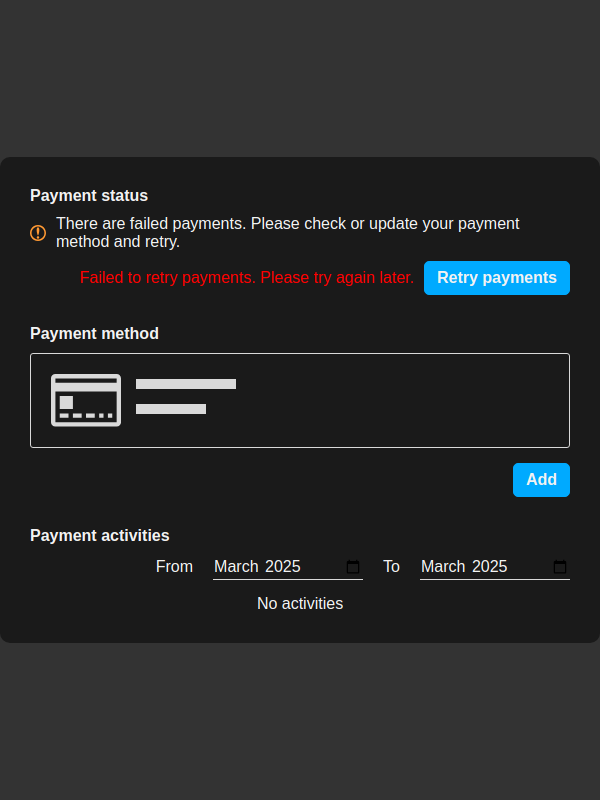 Payment status
There are failed payments. Please check or update your payment
method and retry.
Failed to retry payments. Please try again later.
Retry payments
Payment method
Add
Payment activities
From March 2025 To March 2025
No activities